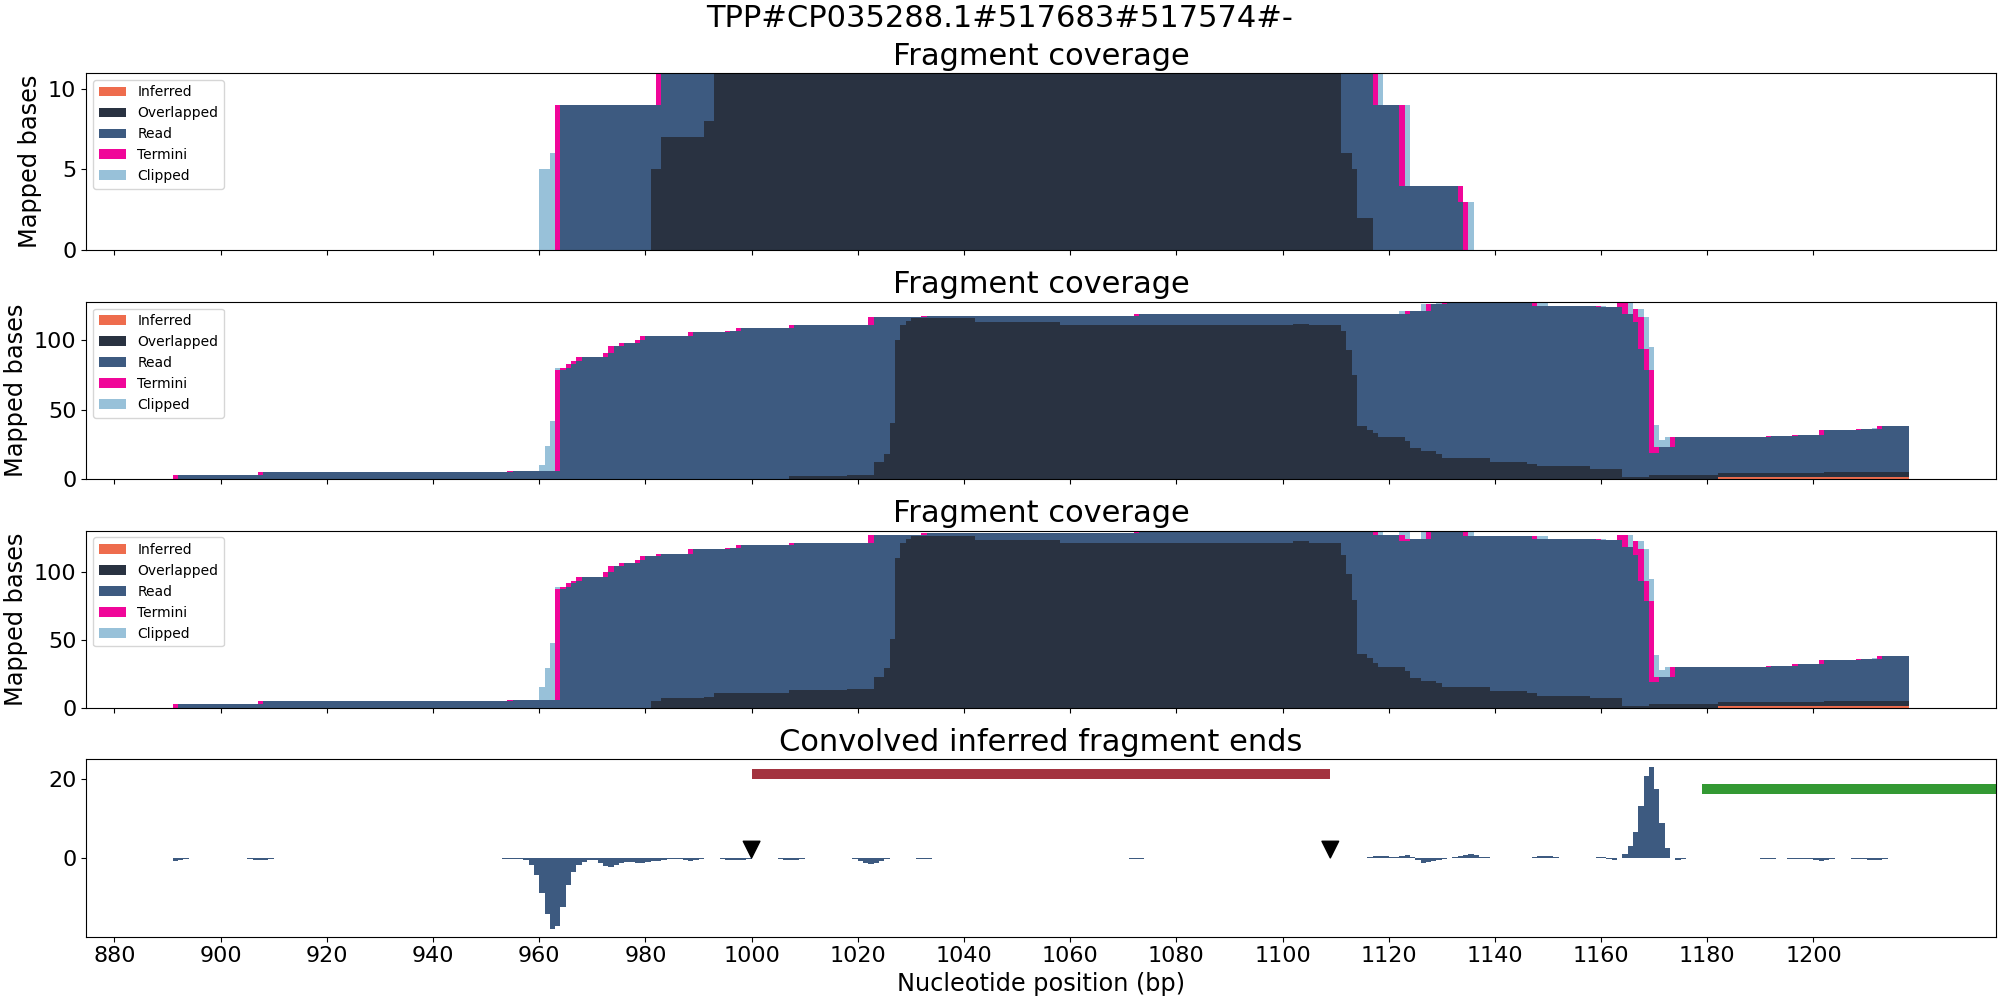 TPP#CP035288.1#517683#517574#-
Fragment coverage
Mapped bases
10
5
0
Inferred
Overlapped
Read
Termini
Clipped
Fragment coverage
Mapped bases
100
50
0
Inferred
Overlapped
Read
Termini
Clipped
Fragment coverage
Mapped bases
100
50
0
Inferred
Overlapped
Read
Termini
Clipped
Convolved inferred fragment ends
20
0
880 900 920 940 960 980 1000 1020 1040 1060 1080 1100 1120 1140 1160 1180 1200
Nucleotide position (bp)